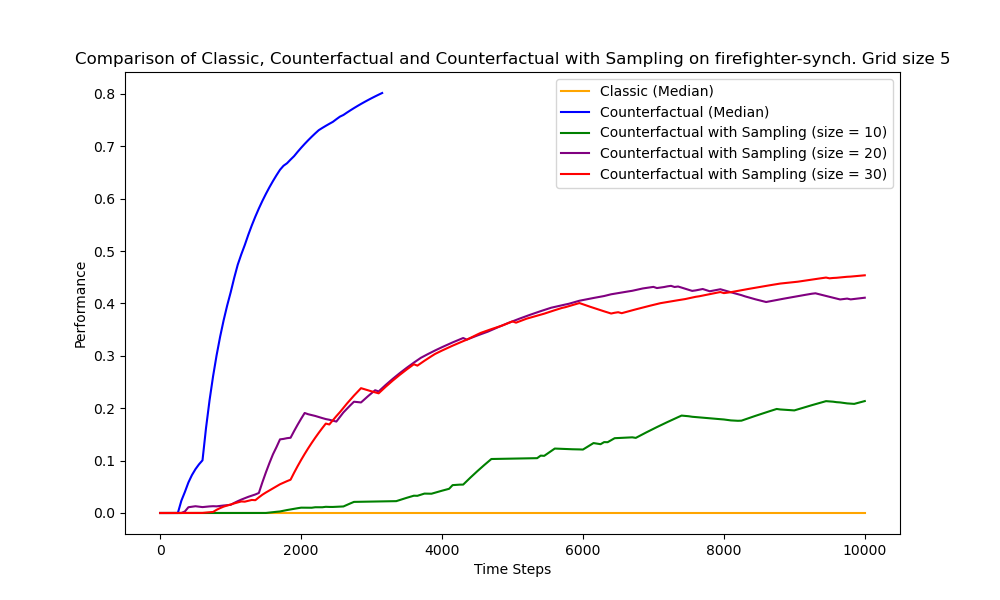 Comparison of Classic, Counterfactual and Counterfactual with Sampling on firefighter-synch. Grid size 5
Classic (Median)
Counterfactual (Median)
Counterfactual with Sampling (size = 10)
Counterfactual with Sampling (size = 20)
Counterfactual with Sampling (size = 30)
Performance
0.8
0.7
0.6
0.5
0.4
0.3
0.2
0.1
0.0
0 2000 4000 6000 8000 10000
Time Steps